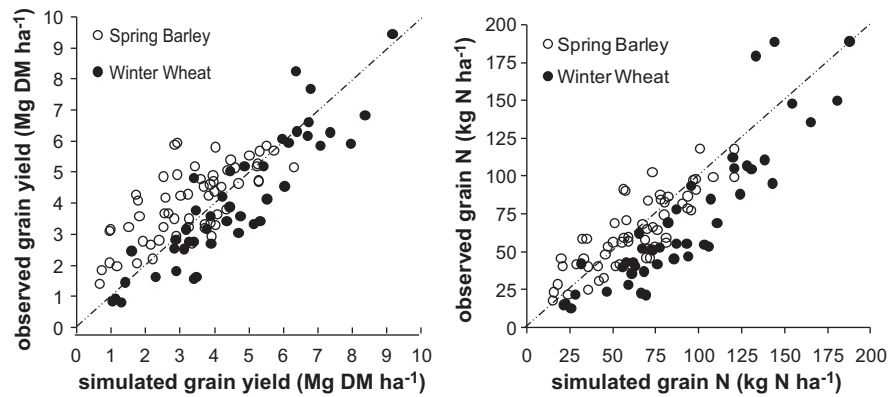 observed grain yield (Mg DM ha-1)
10
9
8
7
6
5
4
3
2
1
0
Spring Barley
Winter Wheat
0 1 2 3 4 5 6 7 8 9 10
simulated grain yield (Mg DM ha-1)
observed grain N (kg N ha-1)
200
175
150
125
100
75
50
25
0
Spring Barley
Winter Wheat
0 25 50 75 100 125 150 175 200
simulated grain N (kg N ha-1)